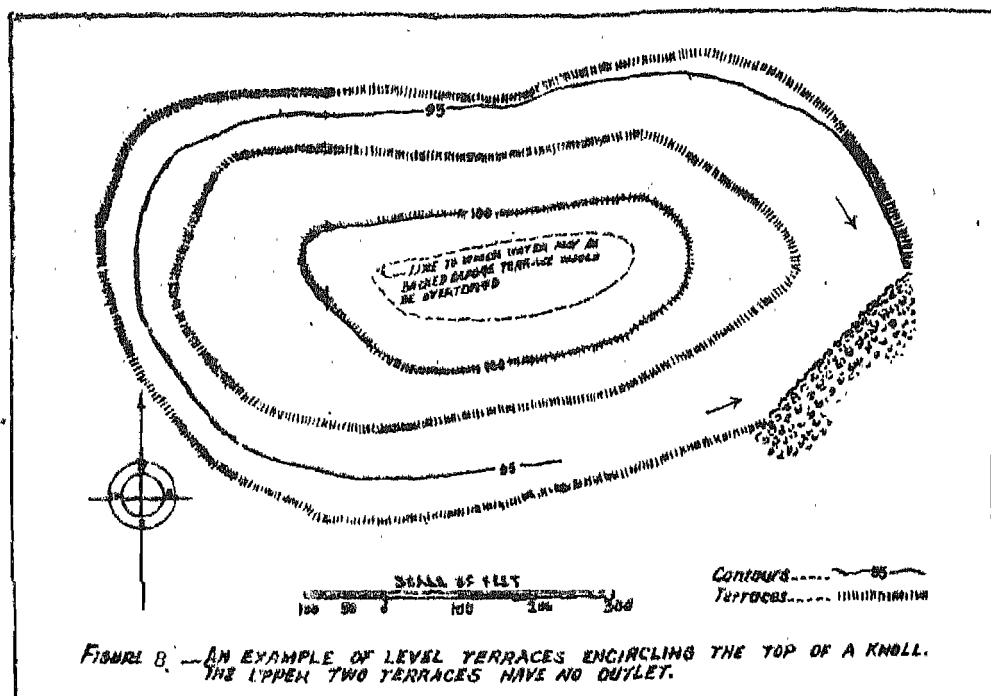 95
100
LINE TO WHICH WATER MAY BE
BACKED BEFORE TERRACE WOULD
BE OVERTOPPED
100
95
SCALE OF FEET
100 50 0 100 200 300
Contours ..... 95
Terraces .....
FIGURE 8. — AN EXAMPLE OF LEVEL TERRACES ENCIRCLING THE TOP OF A KNOLL.
THE UPPER TWO TERRACES HAVE NO OUTLET.